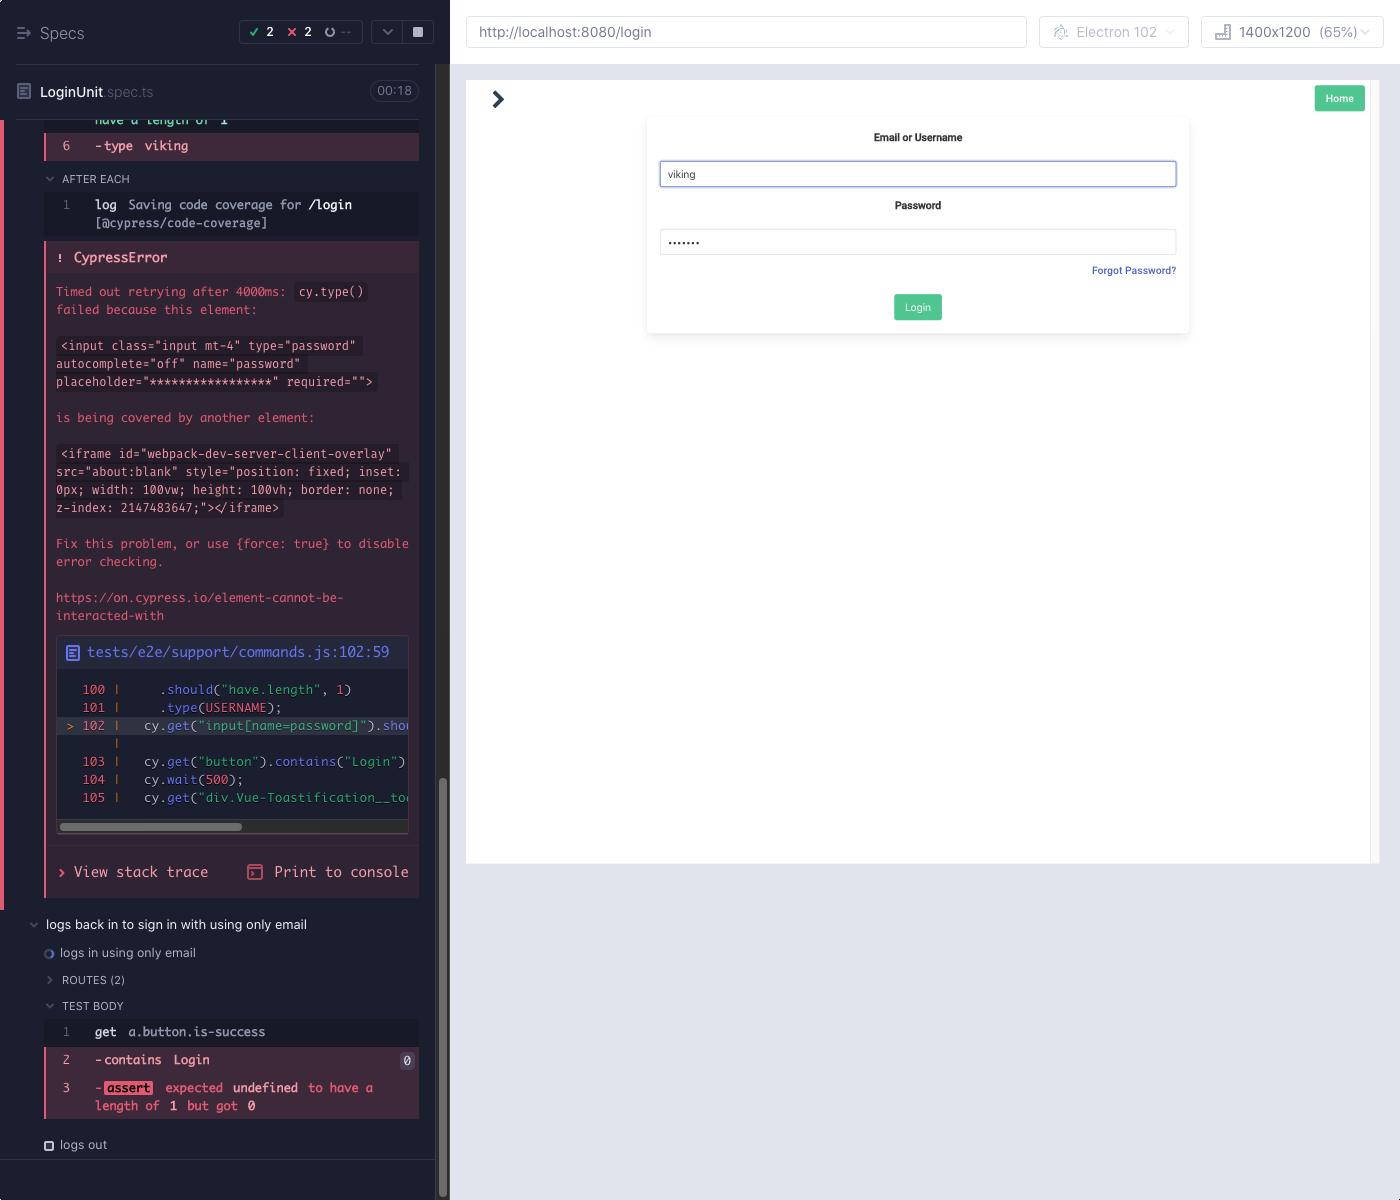 Specs
2
2
--
LoginUnit.spec.ts
00:18
have a length of 1
6 -type viking
AFTER EACH
1 log Saving code coverage for /login
[@cypress/code-coverage]
! CypressError
Timed out retrying after 4000ms: cy.type()
failed because this element:
<input class="input mt-4" type="password"
autocomplete="off" name="password"
placeholder="*****************" required="">
is being covered by another element:
<iframe id="webpack-dev-server-client-overlay"
src="about:blank" style="position: fixed; inset:
0px; width: 100vw; height: 100vh; border: none;
z-index: 2147483647;"></iframe>
Fix this problem, or use {force: true} to disable
error checking.
https://on.cypress.io/element-cannot-be-
interacted-with
tests/e2e/support/commands.js:102:59
100 | .should("have.length", 1)
101 | .type(USERNAME);
> 102 | cy.get("input[name=password]").shou
|
103 | cy.get("button").contains("Login")
104 | cy.wait(500);
105 | cy.get("div.Vue-Toastification__toa
> View stack trace
Print to console
logs back in to sign in with using only email
logs in using only email
ROUTES (2)
TEST BODY
1 get a.button.is-success
2 -contains Login 0
3 -assert expected undefined to have a
length of 1 but got 0
logs out
http://localhost:8080/login
Electron 102
1400x1200 (65%)
Home
Email or Username
viking
Password
•••••••
Forgot Password?
Login